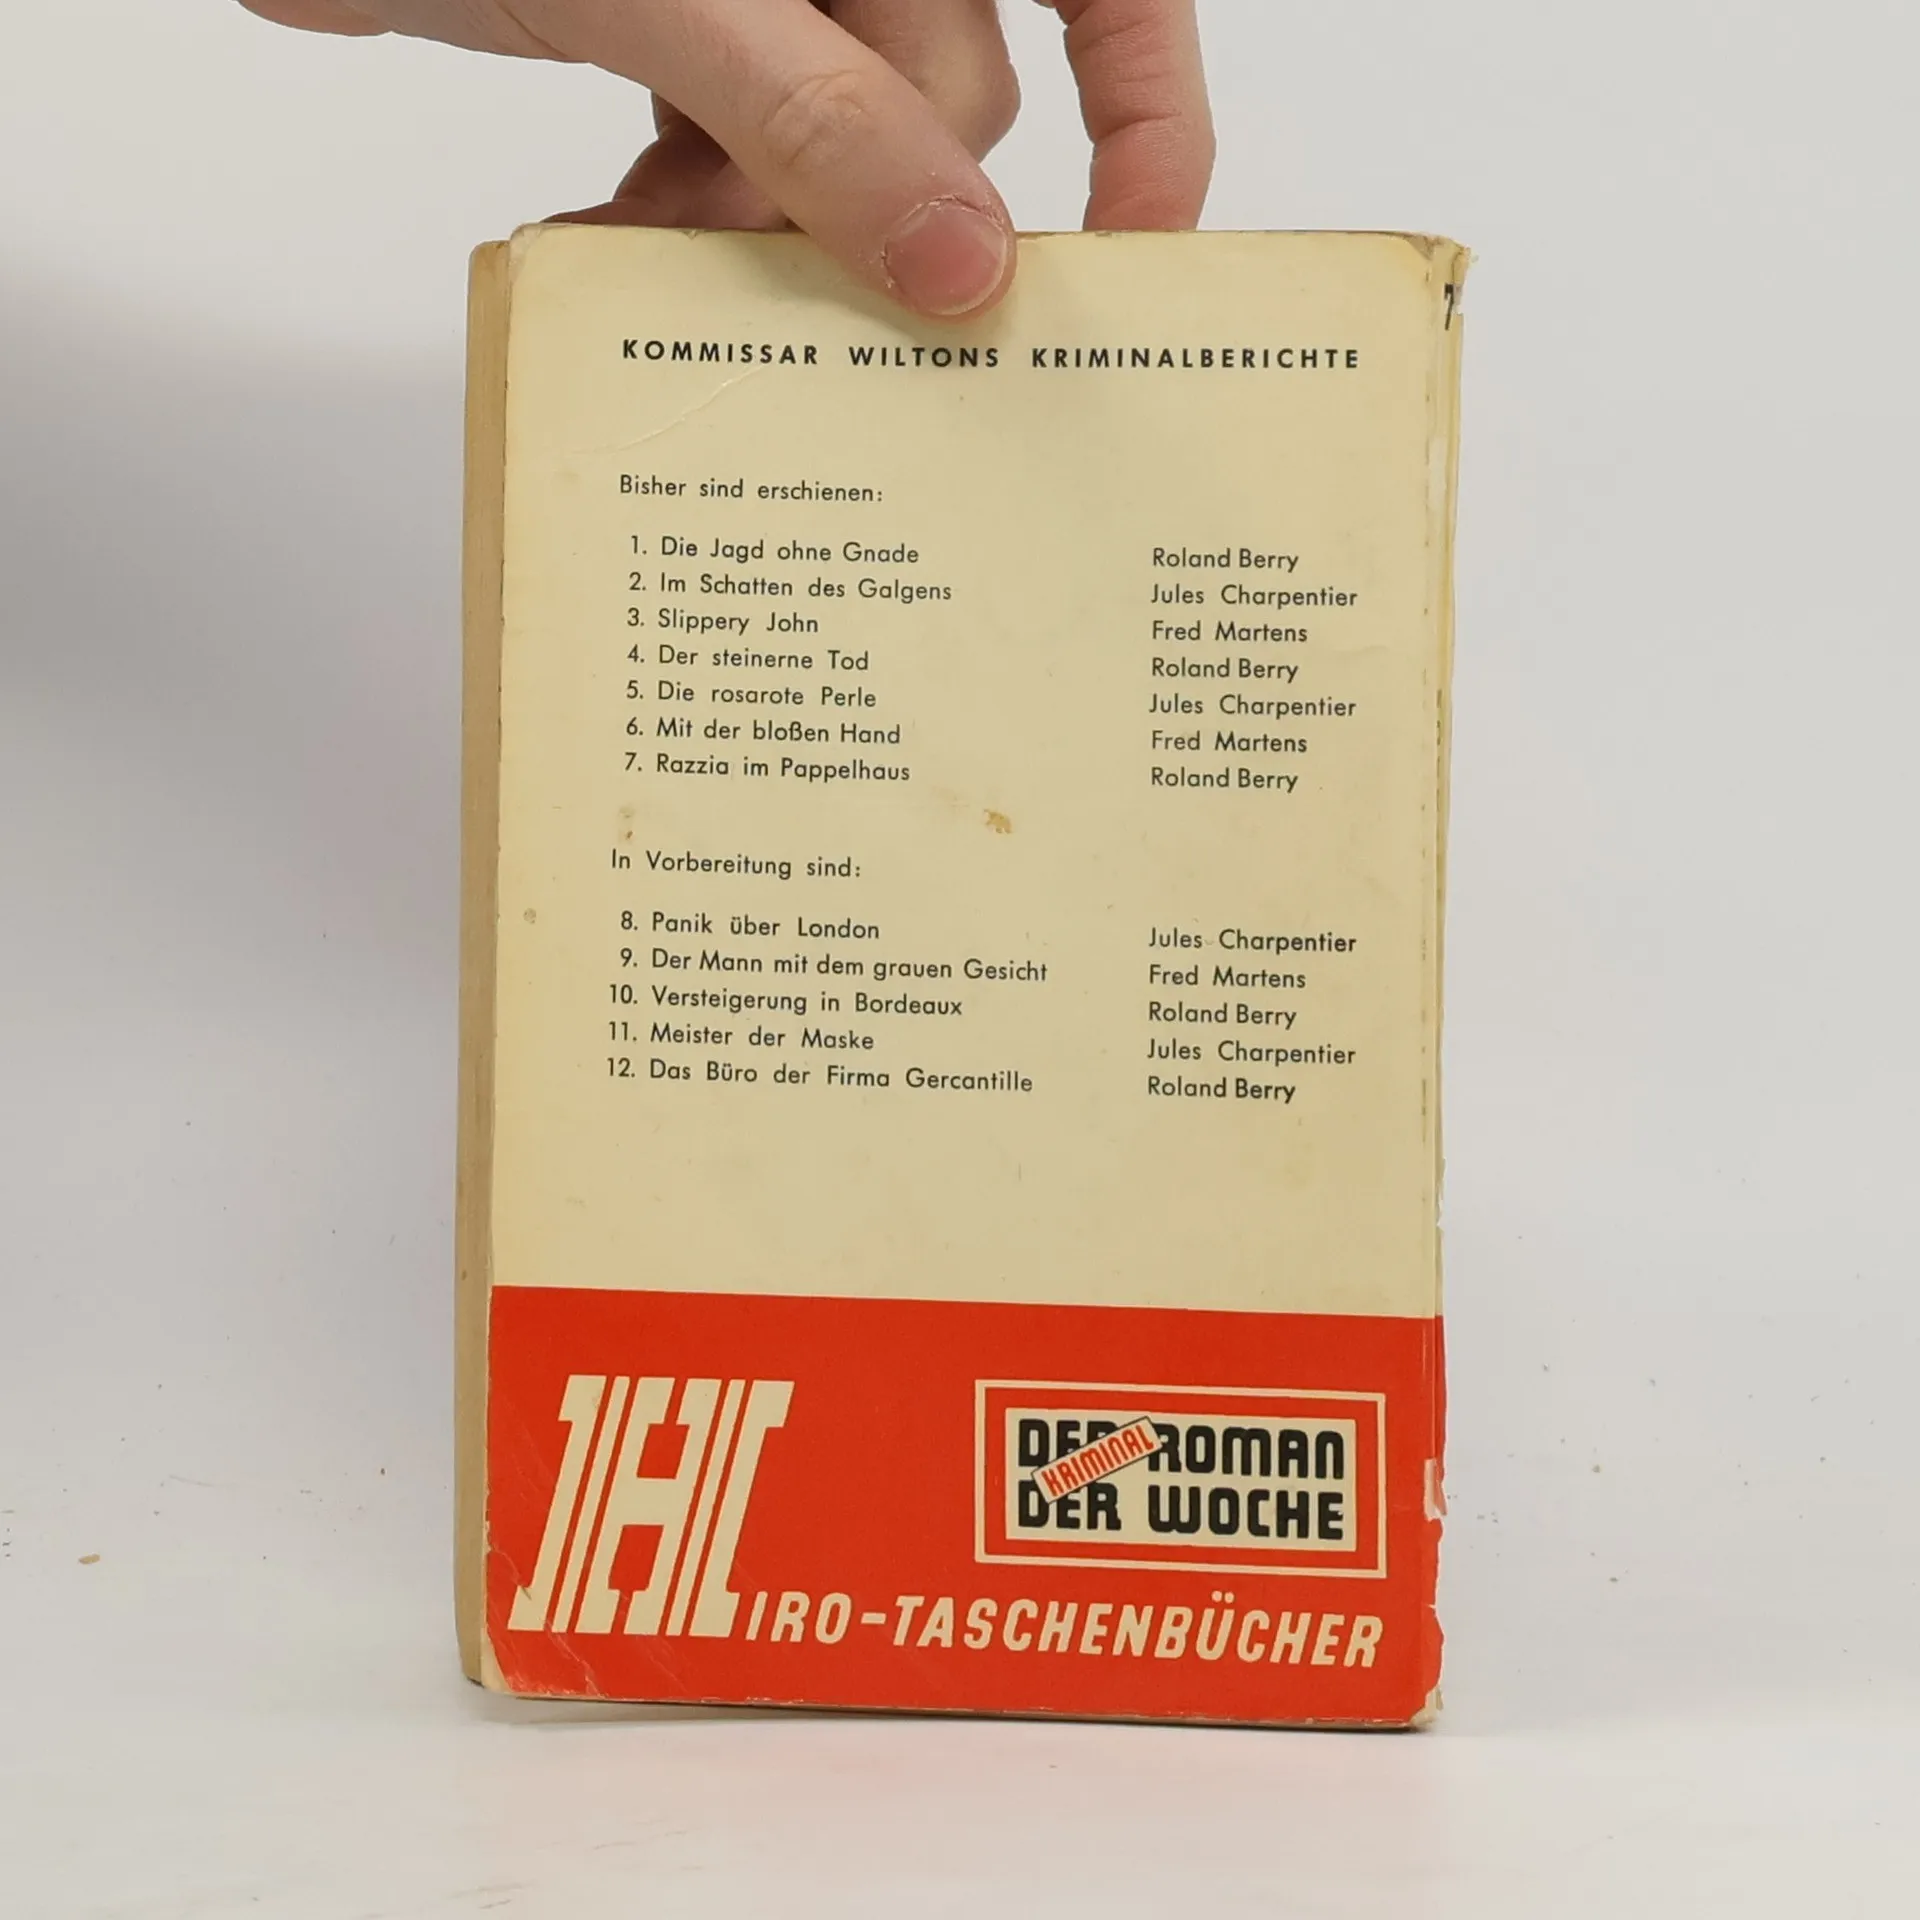 7
KOMMISSAR WILTONS KRIMINALBERICHTE
Bisher sind erschienen:
1. Die Jagd ohne Gnade Roland Berry
2. Im Schatten des Galgens Jules Charpentier
3. Slippery John Fred Martens
4. Der steinerne Tod Roland Berry
5. Die rosarote Perle Jules Charpentier
6. Mit der bloßen Hand Fred Martens
7. Razzia im Pappelhaus Roland Berry
In Vorbereitung sind:
8. Panik über London Jules Charpentier
9. Der Mann mit dem grauen Gesicht Fred Martens
10. Versteigerung in Bordeaux Roland Berry
11. Meister der Maske Jules Charpentier
12. Das Büro der Firma Gercantille Roland Berry
DER ROMAN
KRIMINAL
DER WOCHE
HIRO-TASCHENBÜCHER